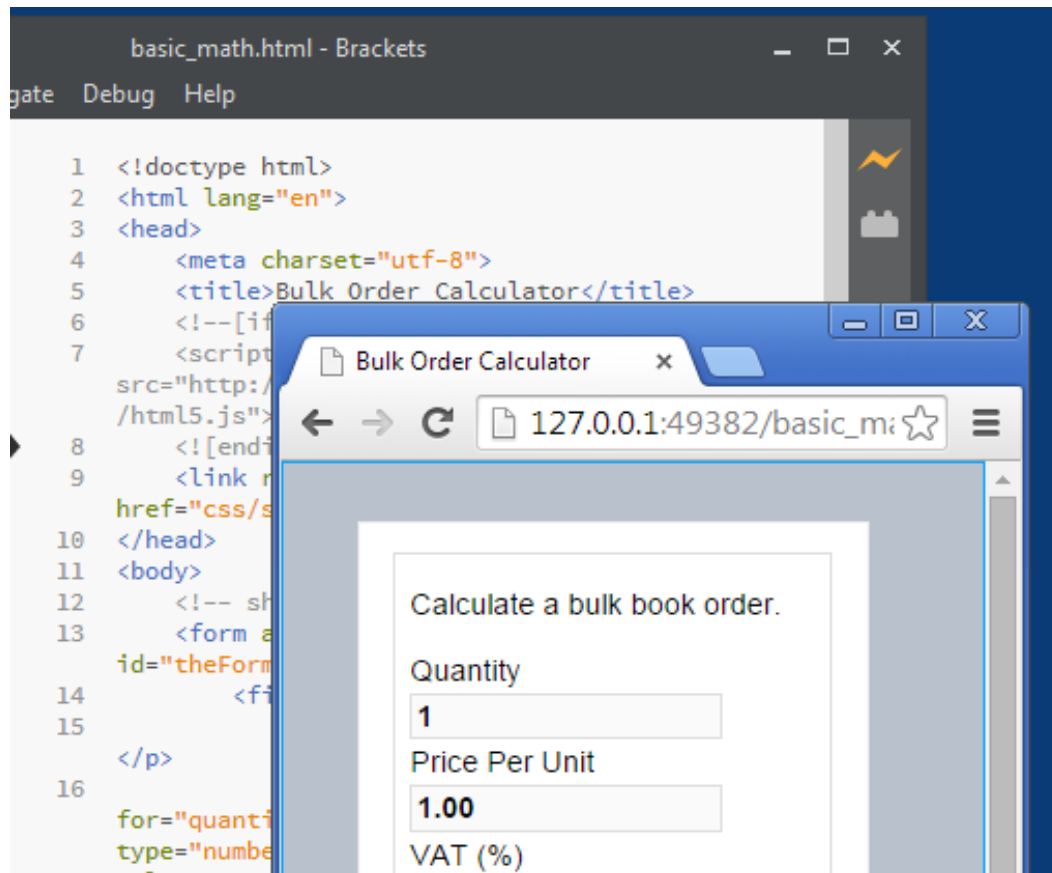 basic_math.html - Brackets
Debug Help
1 <!doctype html>
2 <html lang="en">
3 <head>
4 <meta charset="utf-8">
5 <title>Bulk Order Calculator</title>
6 <!--[if
7 <script
src="http:/
/html5.js">
8 <![endi
9 <link r
href="css/s
10 </head>
11 <body>
12 <!-- sh
13 <form a
id="theForm
14 <fi
15
</p>
16
for="quanti
type="numbe
Bulk Order Calculator
127.0.0.1:49382/basic_m
Calculate a bulk book order.
Quantity
1
Price Per Unit
1.00
VAT (%)